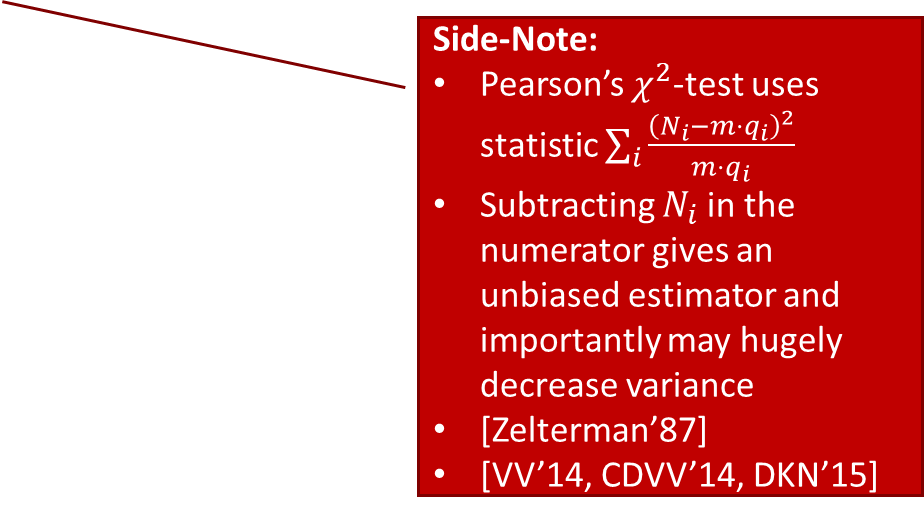 Side-Note:
• Pearson’s χ²-test uses
statistic ∑ᵢ (Nᵢ−m·qᵢ)² / m·qᵢ
• Subtracting Nᵢ in the
numerator gives an
unbiased estimator and
importantly may hugely
decrease variance
• [Zelterman’87]
• [VV’14, CDVV’14, DKN’15]